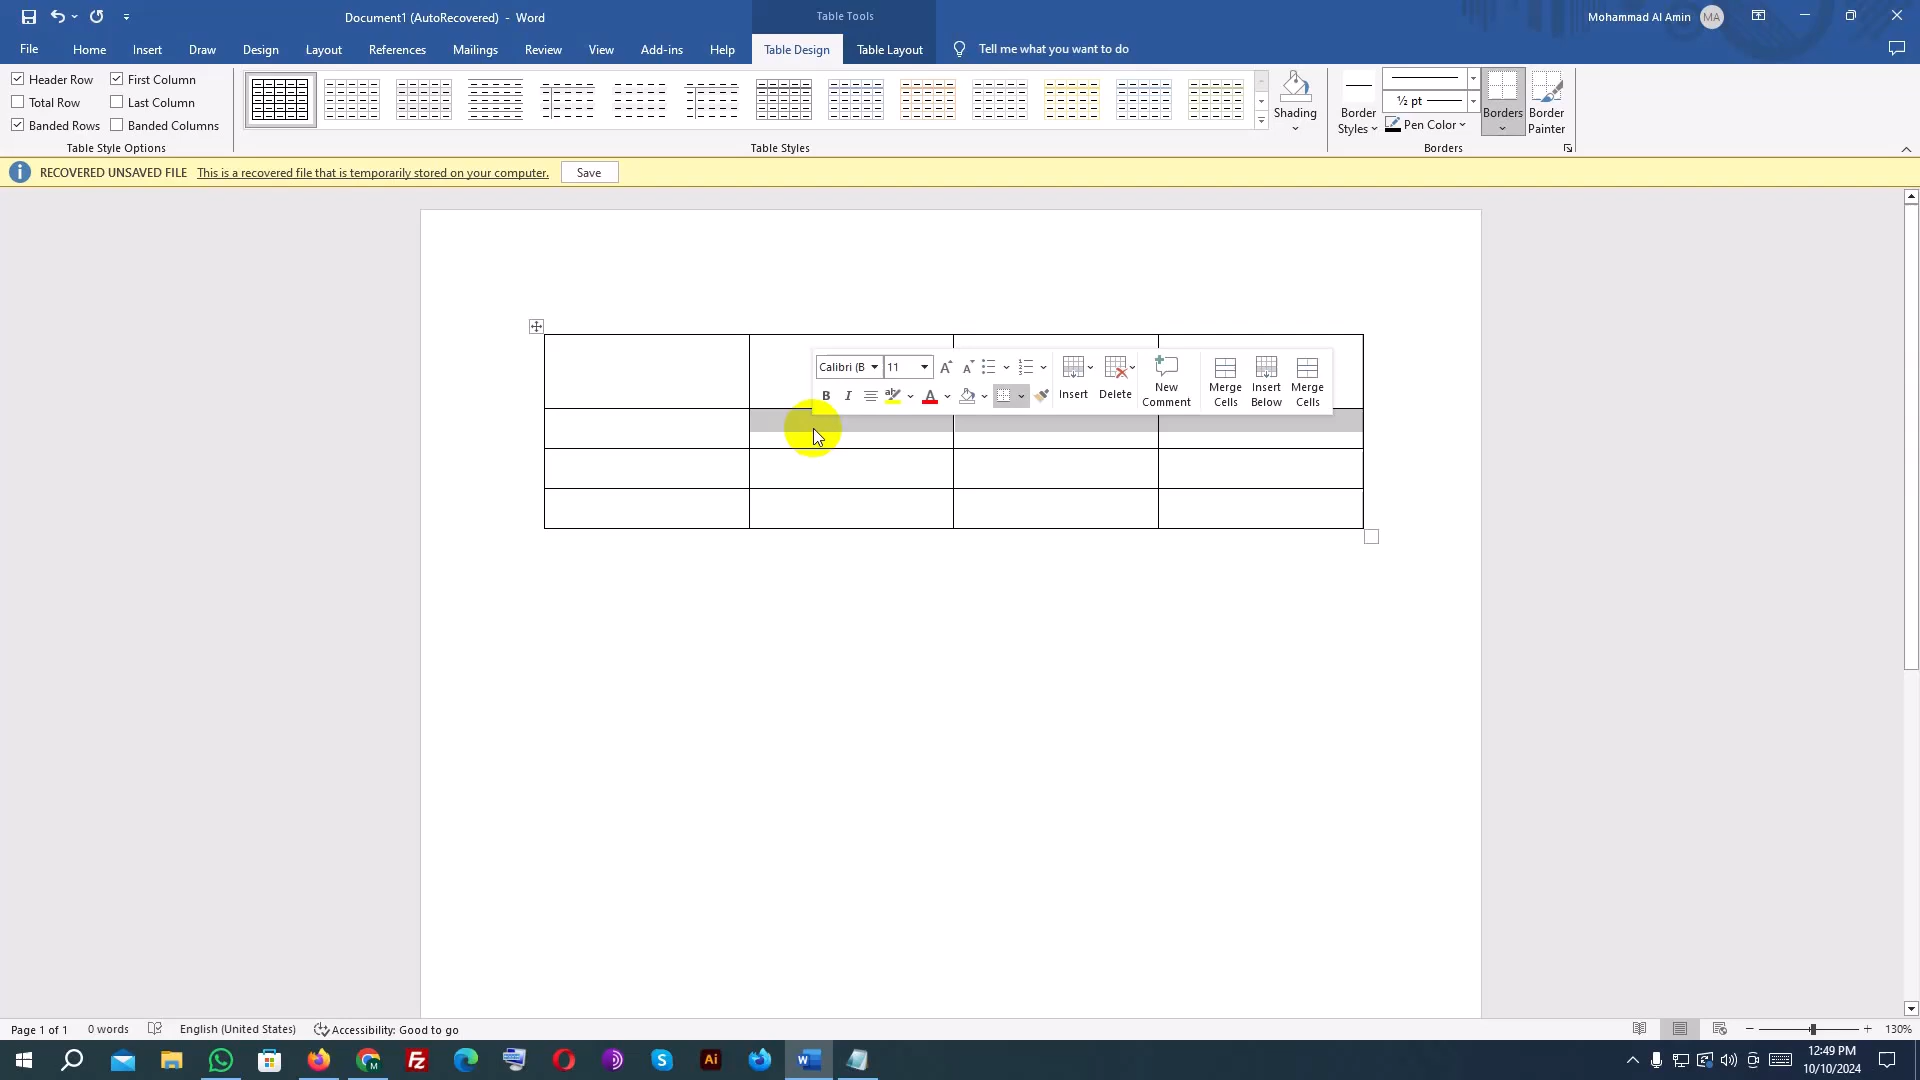 Document1 (AutoRecovered) - Word
Table Tools
Mohammad Al Amin
MA
File
Home
Insert
Draw
Design
Layout
References
Mailings
Review
View
Add-ins
Help
Table Design
Table Layout
Tell me what you want to do
Header Row
First Column
Total Row
Last Column
Banded Rows
Banded Columns
Table Style Options
Table Styles
Shading
Border
Styles
½ pt
Pen Color
Borders
Border
Painter
Borders
RECOVERED UNSAVED FILE
This is a recovered file that is temporarily stored on your computer.
Save
Calibri (B
11
A
A
B
I
A
Insert
Delete
New
Comment
Merge
Cells
Insert
Below
Merge
Cells
Page 1 of 1
0 words
English (United States)
Accessibility: Good to go
130%
Ai
12:49 PM
10/10/2024